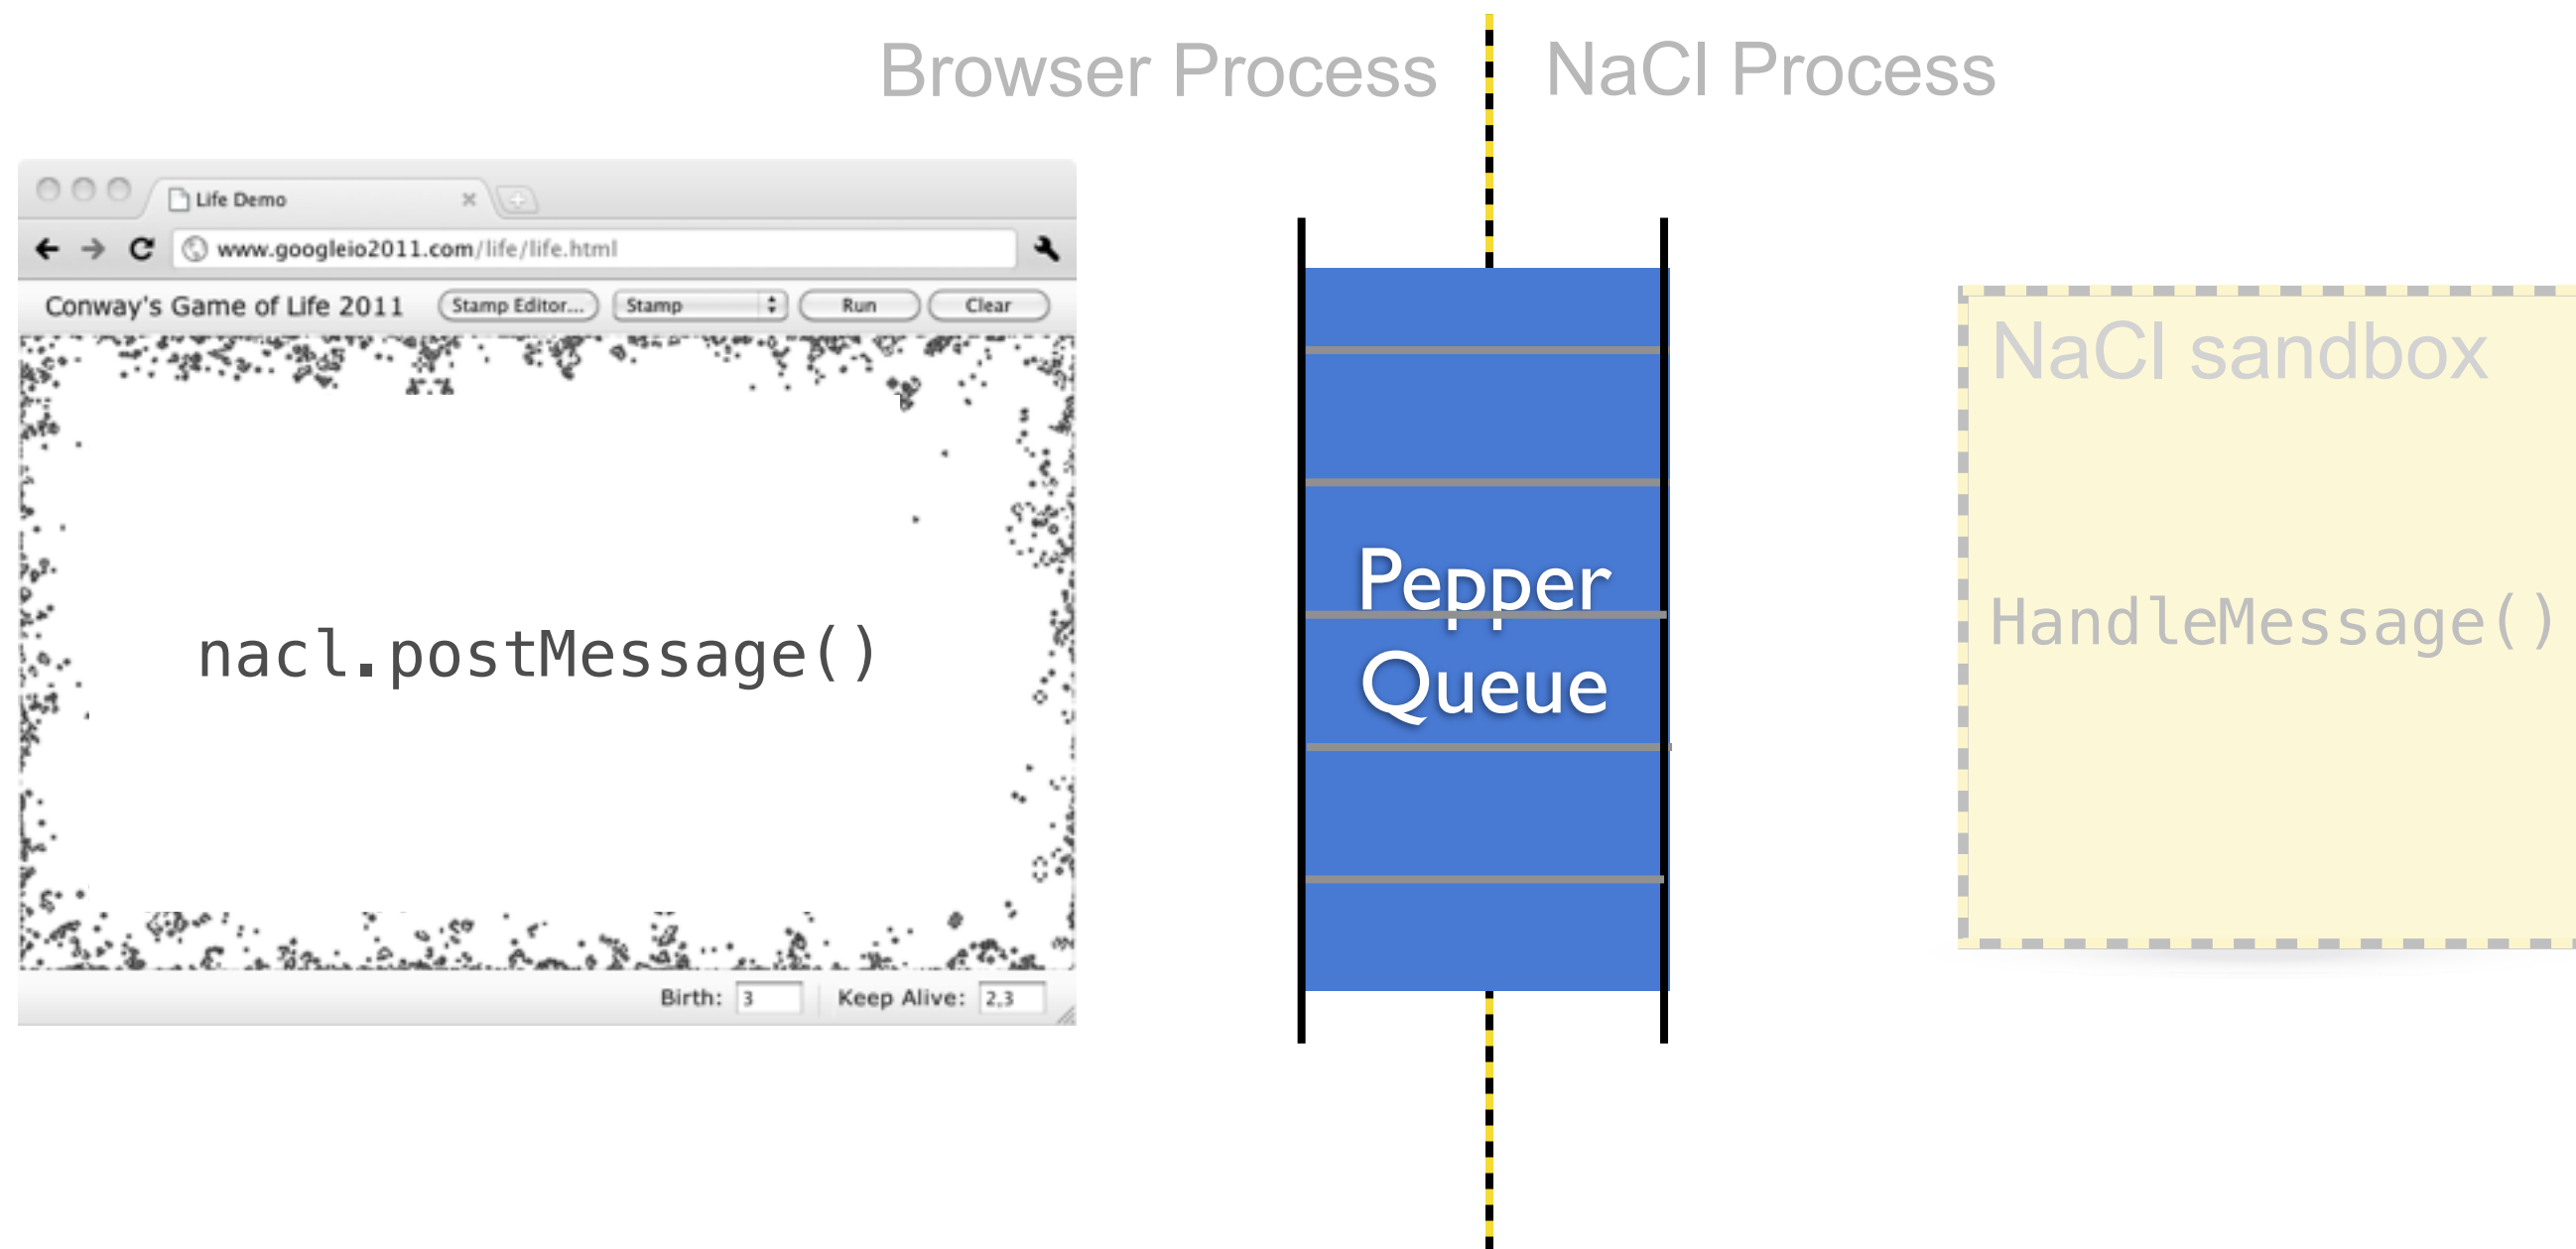 Browser Process
NaCl Process
Life Demo
www.googleio2011.com/life/life.html
Conway's Game of Life 2011
Stamp Editor...
Stamp
Run
Clear
nacl.postMessage()
Birth: 3
Keep Alive: 2,3
Pepper
Queue
NaCl sandbox
HandleMessage()